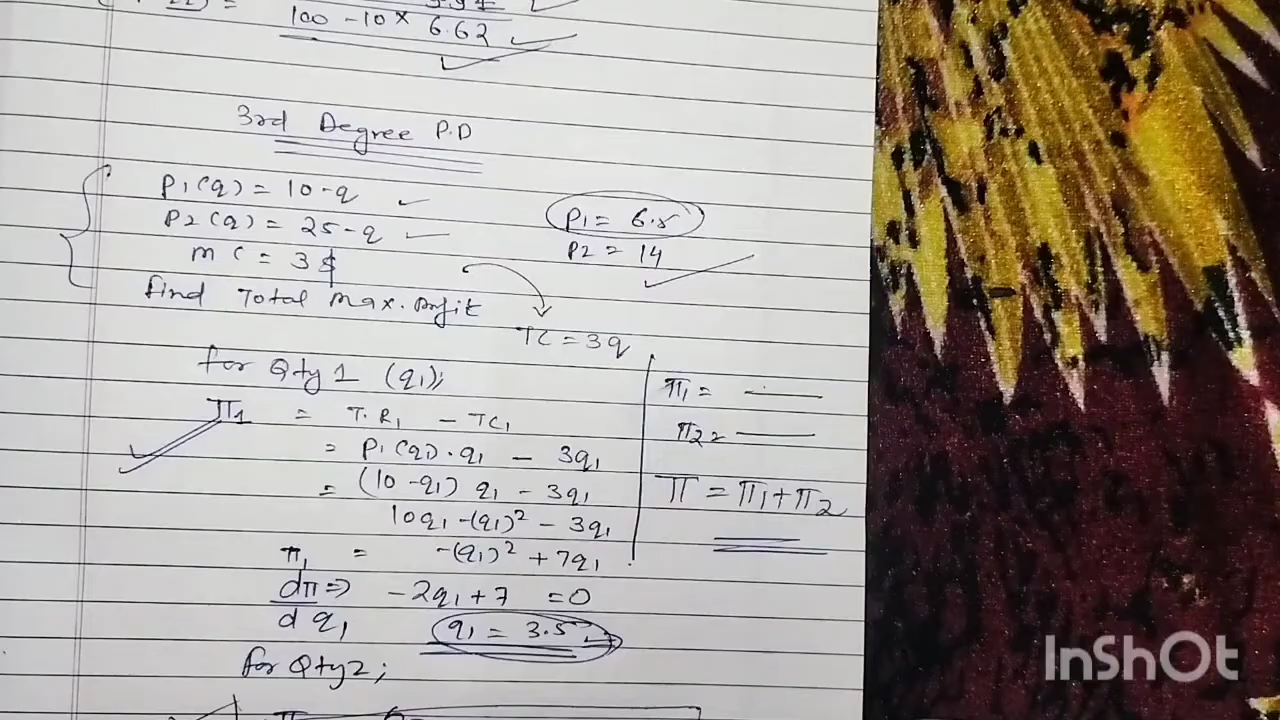 100 - 10 × 6.62
3rd Degree P.D
P1(q) = 10-q
P2(q) = 25-q
mc = 3$
find Total max. profit
P1 = 6.5
P2 = 14
TC = 3q
for Qty 1 (q1);
π1 = T.R1 - TC1
= P1(q1).q1 - 3q1
= (10-q1) q1 - 3q1
10q1 -(q1)² - 3q1
π1 = -(q1)² + 7q1
dπ => -2q1 + 7 = 0
dq1
q1 = 3.5
for Qty2;
π1 =
π2 =
π = π1 + π2
InShOt